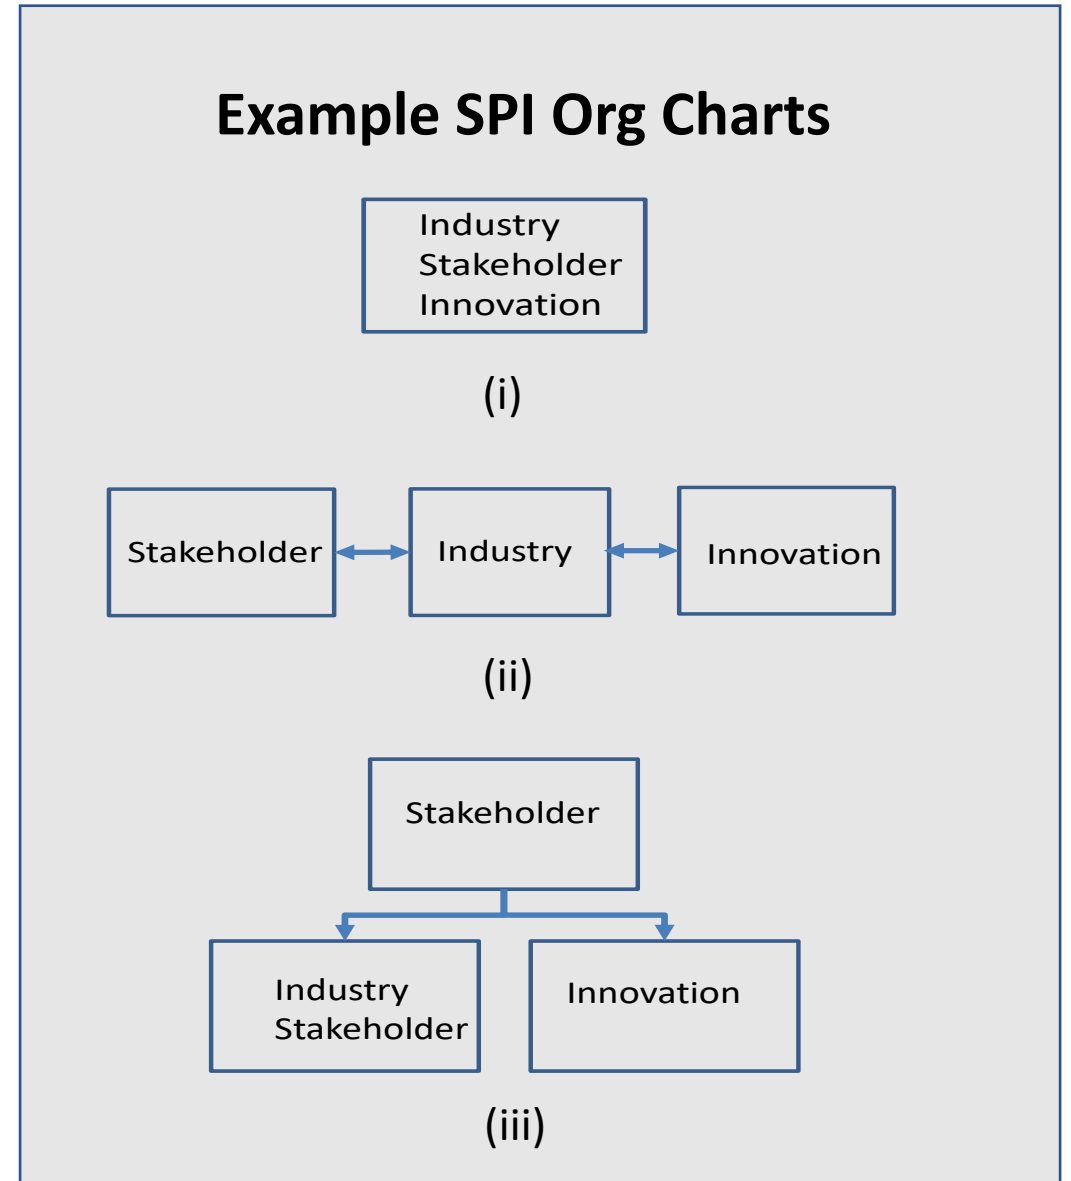 Example SPI Org Charts
Industry
Stakeholder
Innovation
(i)
Stakeholder
Industry
Innovation
(ii)
Stakeholder
Industry
Stakeholder
Innovation
(iii)